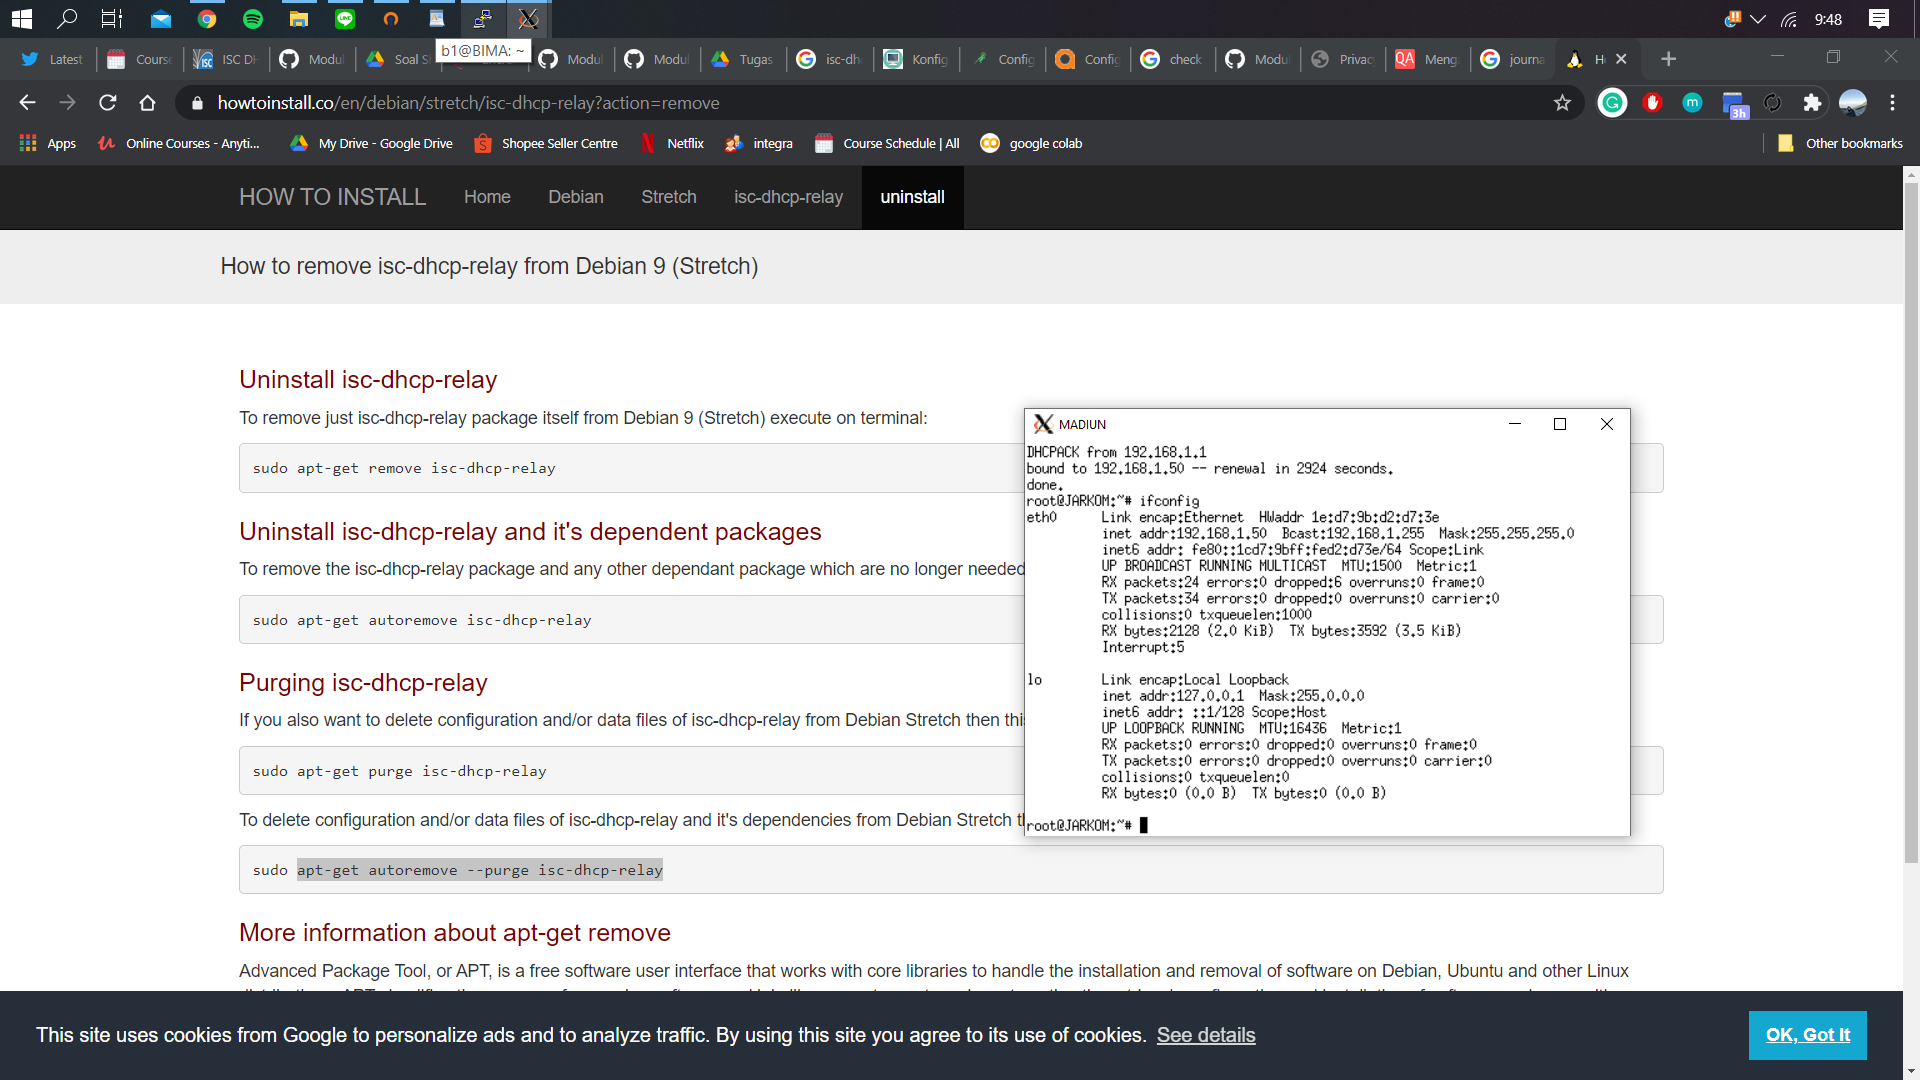 9:48
b1@BIMA: ~
Latest
Course
ISC DH
Modul
Soal S
Modul
Modul
Tugas
isc-dh
Konfig
Config
Config
check
Modul
Privac
QA
Meng
journa
howtoinstall.co/en/debian/stretch/isc-dhcp-relay?action=remove
3h
Apps
Online Courses - Anyti...
My Drive - Google Drive
Shopee Seller Centre
Netflix
integra
Course Schedule | All
google colab
Other bookmarks
HOW TO INSTALL
Home
Debian
Stretch
isc-dhcp-relay
uninstall
How to remove isc-dhcp-relay from Debian 9 (Stretch)
Uninstall isc-dhcp-relay
To remove just isc-dhcp-relay package itself from Debian 9 (Stretch) execute on terminal:
sudo apt-get remove isc-dhcp-relay
Uninstall isc-dhcp-relay and it's dependent packages
To remove the isc-dhcp-relay package and any other dependant package which are no longer needed
sudo apt-get autoremove isc-dhcp-relay
Purging isc-dhcp-relay
If you also want to delete configuration and/or data files of isc-dhcp-relay from Debian Stretch then this
sudo apt-get purge isc-dhcp-relay
To delete configuration and/or data files of isc-dhcp-relay and it's dependencies from Debian Stretch
sudo apt-get autoremove --purge isc-dhcp-relay
More information about apt-get remove
Advanced Package Tool, or APT, is a free software user interface that works with core libraries to handle the installation and removal of software on Debian, Ubuntu and other Linux
MADIUN
DHCPACK from 192.168.1.1
bound to 192.168.1.50 -- renewal in 2924 seconds.
done.
root@JARKOM:~# ifconfig
eth0 Link encap:Ethernet HWaddr 1e:d7:9b:d2:d7:3e
inet addr:192.168.1.50 Bcast:192.168.1.255 Mask:255.255.255.0
inet6 addr: fe80::1cd7:9bff:fed2:d73e/64 Scope:Link
UP BROADCAST RUNNING MULTICAST MTU:1500 Metric:1
RX packets:24 errors:0 dropped:6 overruns:0 frame:0
TX packets:34 errors:0 dropped:0 overruns:0 carrier:0
collisions:0 txqueuelen:1000
RX bytes:2128 (2.0 KiB) TX bytes:3592 (3.5 KiB)
Interrupt:5
lo Link encap:Local Loopback
inet addr:127.0.0.1 Mask:255.0.0.0
inet6 addr: ::1/128 Scope:Host
UP LOOPBACK RUNNING MTU:16436 Metric:1
RX packets:0 errors:0 dropped:0 overruns:0 frame:0
TX packets:0 errors:0 dropped:0 overruns:0 carrier:0
collisions:0 txqueuelen:0
RX bytes:0 (0.0 B) TX bytes:0 (0.0 B)
root@JARKOM:~#
This site uses cookies from Google to personalize ads and to analyze traffic. By using this site you agree to its use of cookies. See details
OK, Got It